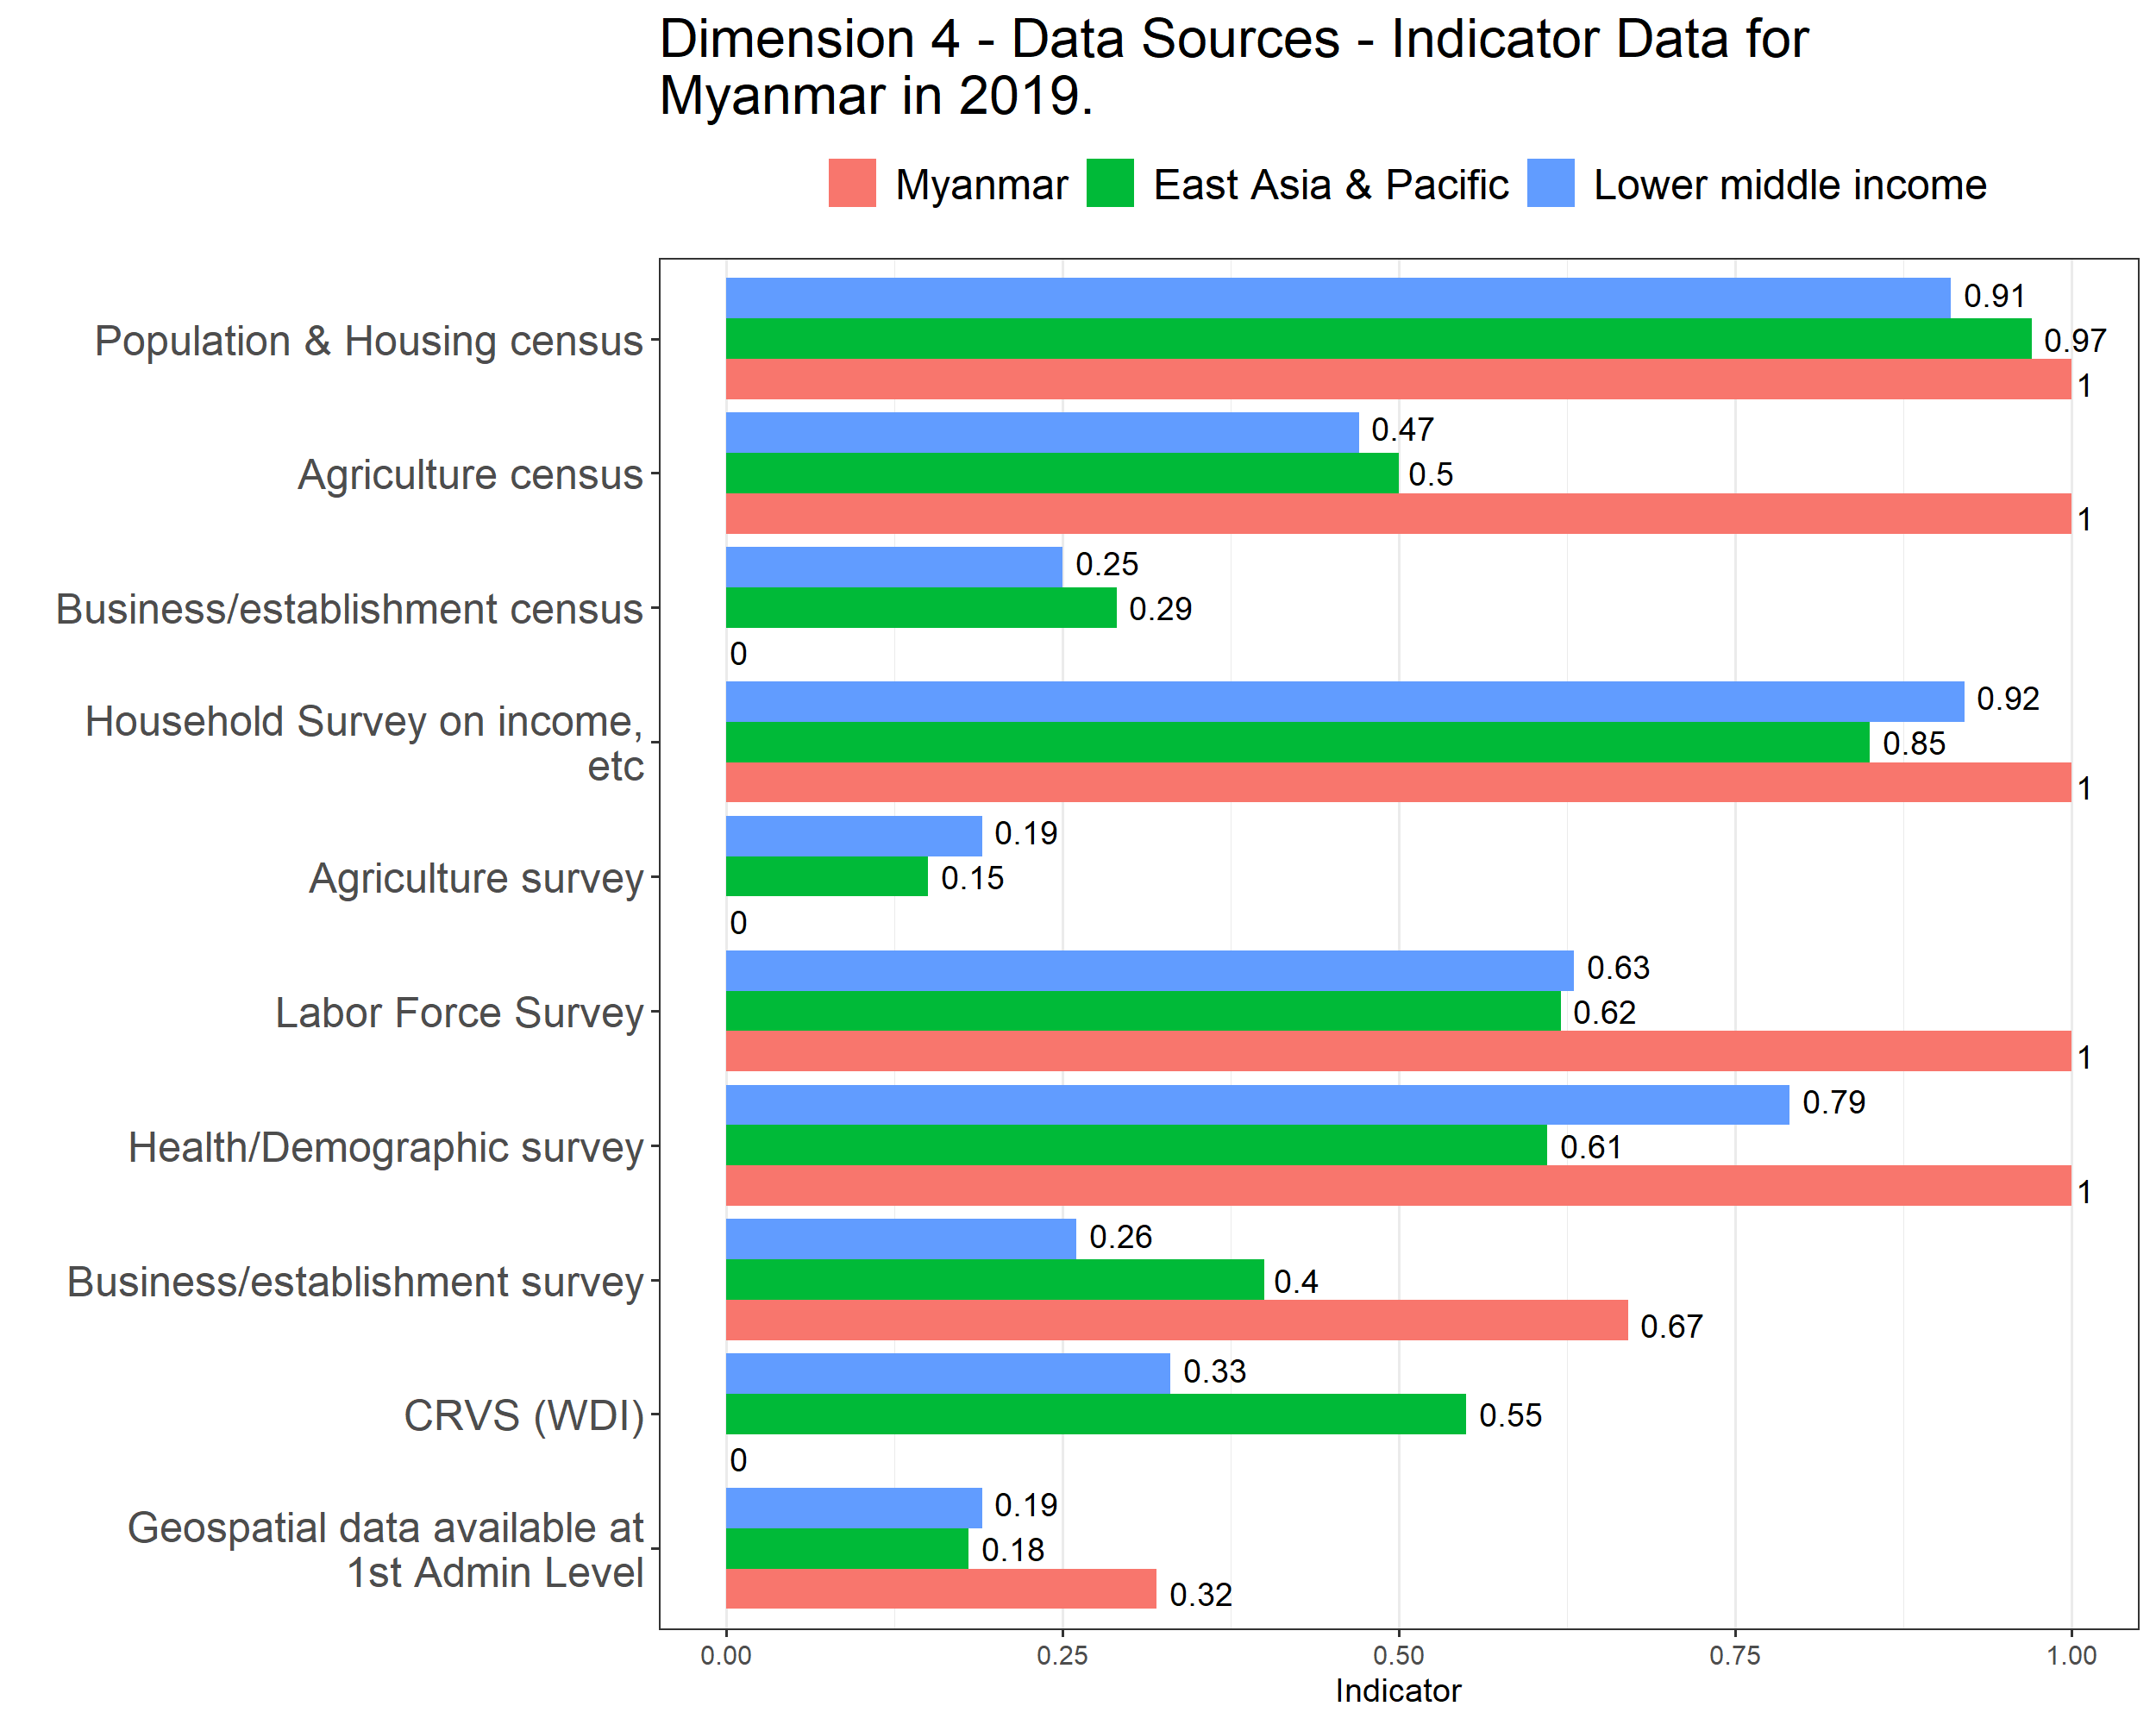 Dimension 4 - Data Sources - Indicator Data for
Myanmar in 2019.
Myanmar East Asia & Pacific Lower middle income
Population & Housing census
0.91
0.97
1
Agriculture census
0.47
0.5
1
Business/establishment census
0.25
0.29
0
Household Survey on income,
etc
0.92
0.85
1
Agriculture survey
0.19
0.15
0
Labor Force Survey
0.63
0.62
1
Health/Demographic survey
0.79
0.61
1
Business/establishment survey
0.26
0.4
0.67
CRVS (WDI)
0.33
0.55
0
Geospatial data available at
1st Admin Level
0.19
0.18
0.32
0.00 0.25 0.50 0.75 1.00
Indicator